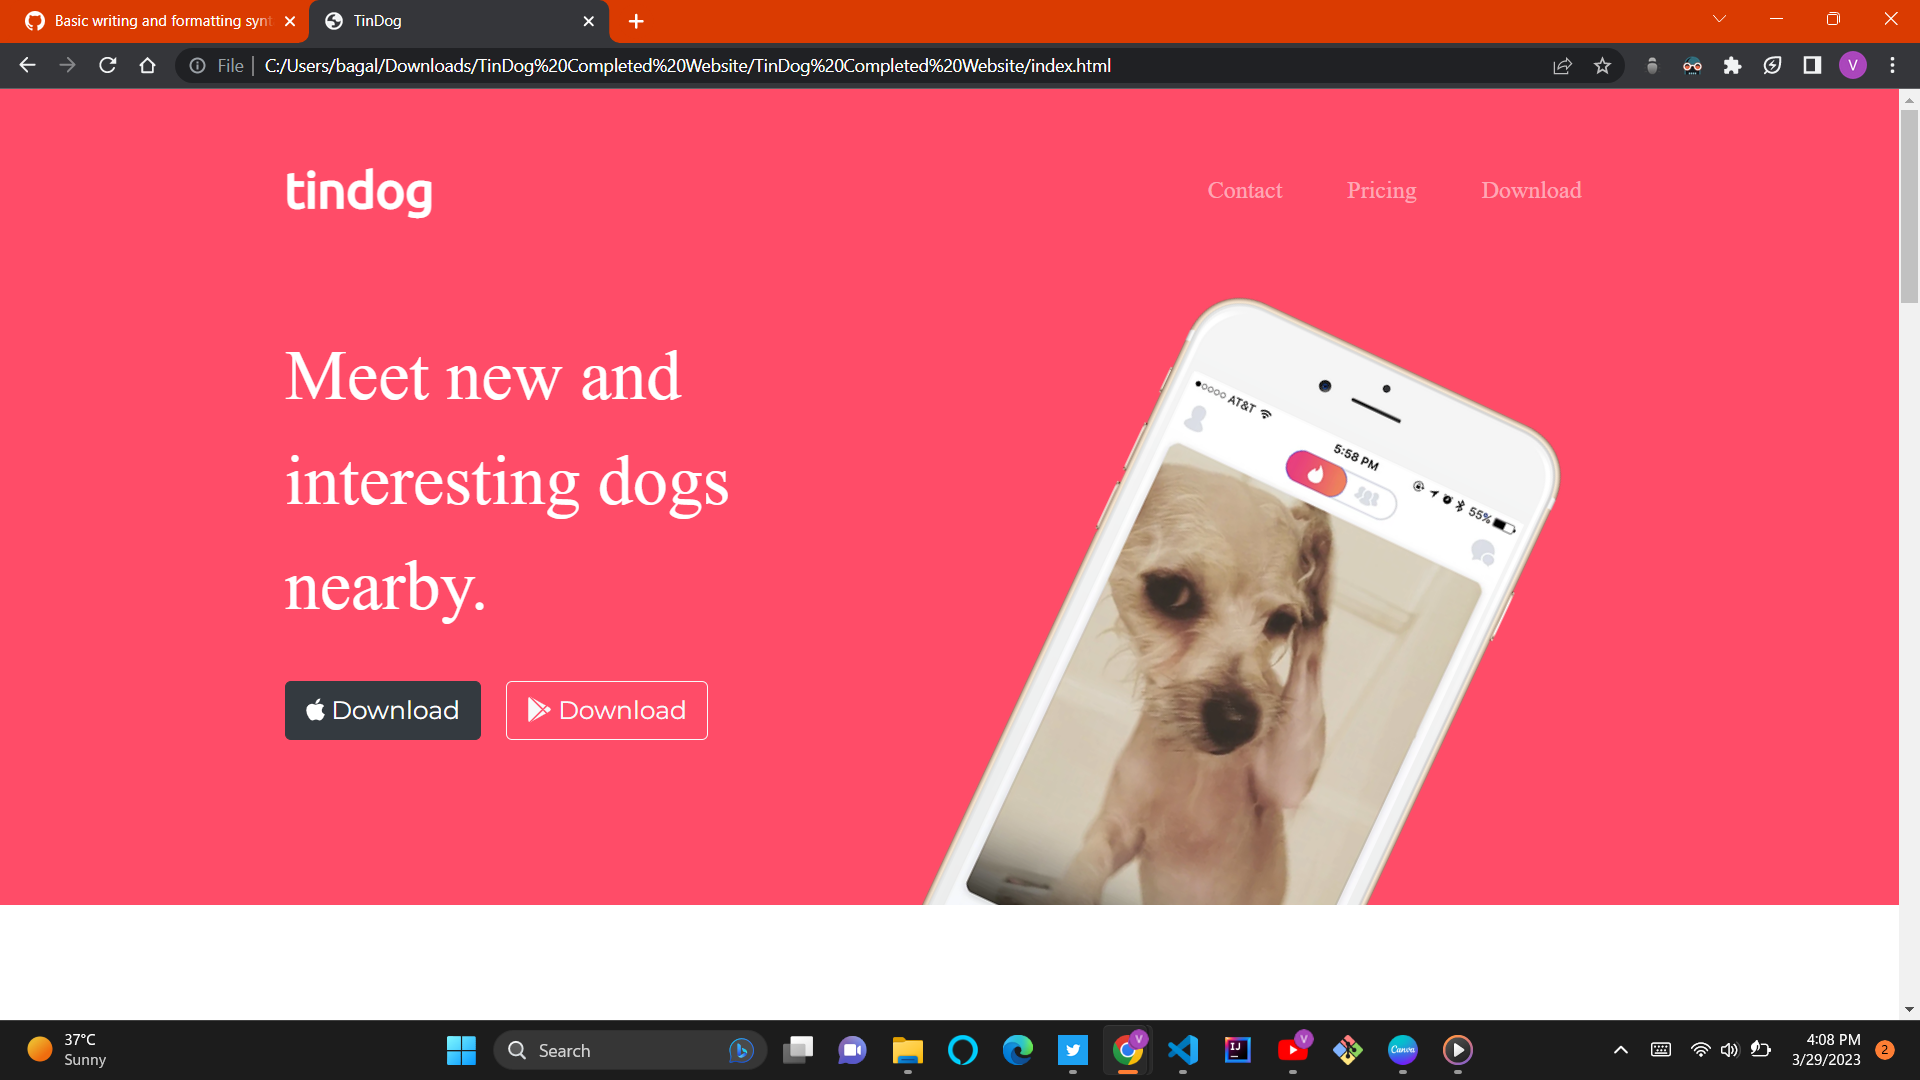 Basic writing and formatting synt
TinDog
File
C:/Users/bagal/Downloads/TinDog%20Completed%20Website/TinDog%20Completed%20Website/index.html
V
tindog
Contact
Pricing
Download
Meet new and
interesting dogs
nearby.
Download
Download
AT&T
5:58 PM
55%
37°C
Sunny
Search
V
IJ
V
Canva
4:08 PM
3/29/2023
2